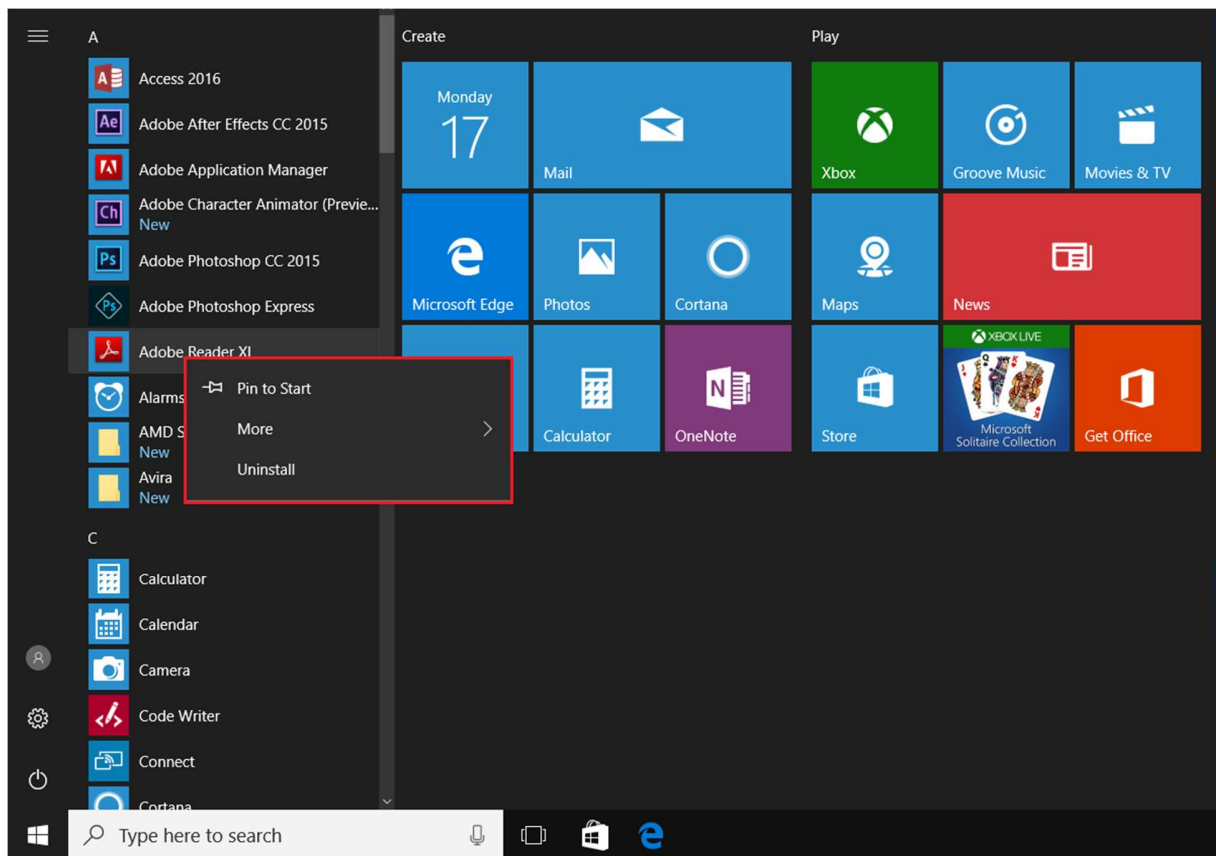 A
Access 2016
Adobe After Effects CC 2015
Adobe Application Manager
Adobe Character Animator (Previe...
New
Adobe Photoshop CC 2015
Adobe Photoshop Express
Adobe Reader XI
Alarms
AMD S
New
Avira
New
Pin to Start
More
Uninstall
C
Calculator
Calendar
Camera
Code Writer
Connect
Cortana
Create
Monday
17
Mail
Microsoft Edge
Photos
Cortana
Calculator
OneNote
Play
Xbox
Groove Music
Movies & TV
Maps
News
Store
XBOX LIVE
Microsoft
Solitaire Collection
Get Office
Type here to search